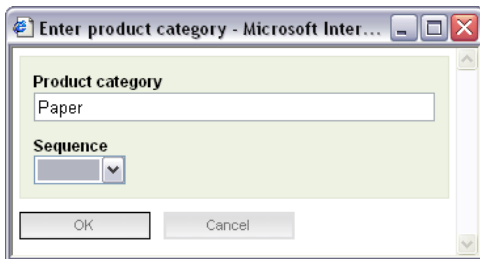 Enter product category - Microsoft Inter...
Product category
Paper
Sequence
OK
Cancel